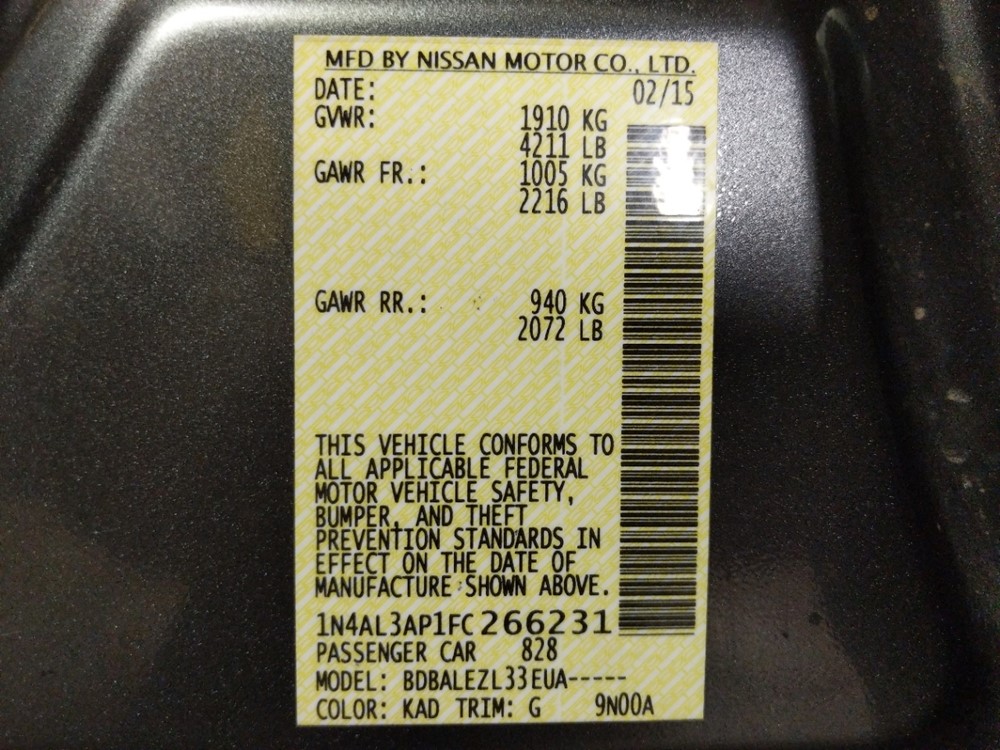 MFD BY NISSAN MOTOR CO., LTD.
DATE: 02/15
GVWR: 1910 KG
4211 LB
GAWR FR.: 1005 KG
2216 LB
GAWR RR.: 940 KG
2072 LB
THIS VEHICLE CONFORMS TO
ALL APPLICABLE FEDERAL
MOTOR VEHICLE SAFETY,
BUMPER, AND THEFT
PREVENTION STANDARDS IN
EFFECT ON THE DATE OF
MANUFACTURE SHOWN ABOVE.
1N4AL3AP1FC266231
PASSENGER CAR 828
MODEL: BDBALEZL33EUA-----
COLOR: KAD TRIM: G 9N00A